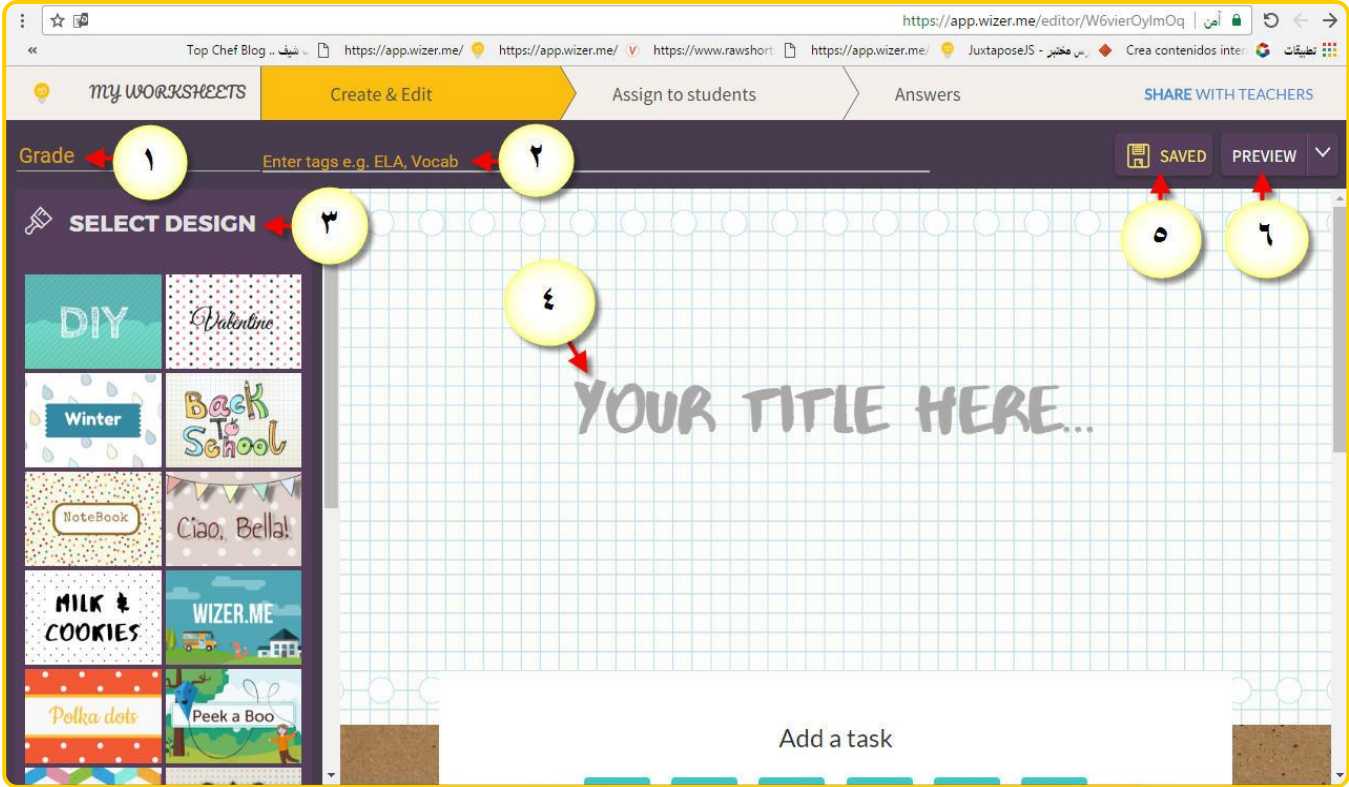 https://app.wizer.me/editor/W6vierOylmOq | آمن
« Top Chef Blog .. شيف https://app.wizer.me/ https://app.wizer.me/ https://www.rawshort https://app.wizer.me/ JuxtaposeJS - رس مختبر Crea contenidos inter تطبيقات
MY WORKSHEETS Create & Edit Assign to students Answers SHARE WITH TEACHERS
Grade ١ Enter tags e.g. ELA, Vocab ٢ SAVED PREVIEW
SELECT DESIGN ٣ ٥ ٦
٤
DIY Valentine
YOUR TITLE HERE...
Winter Back To School
NoteBook Ciao, Bella!
MILK & COOKIES WIZER.ME
Polka dots Peek a Boo
Add a task